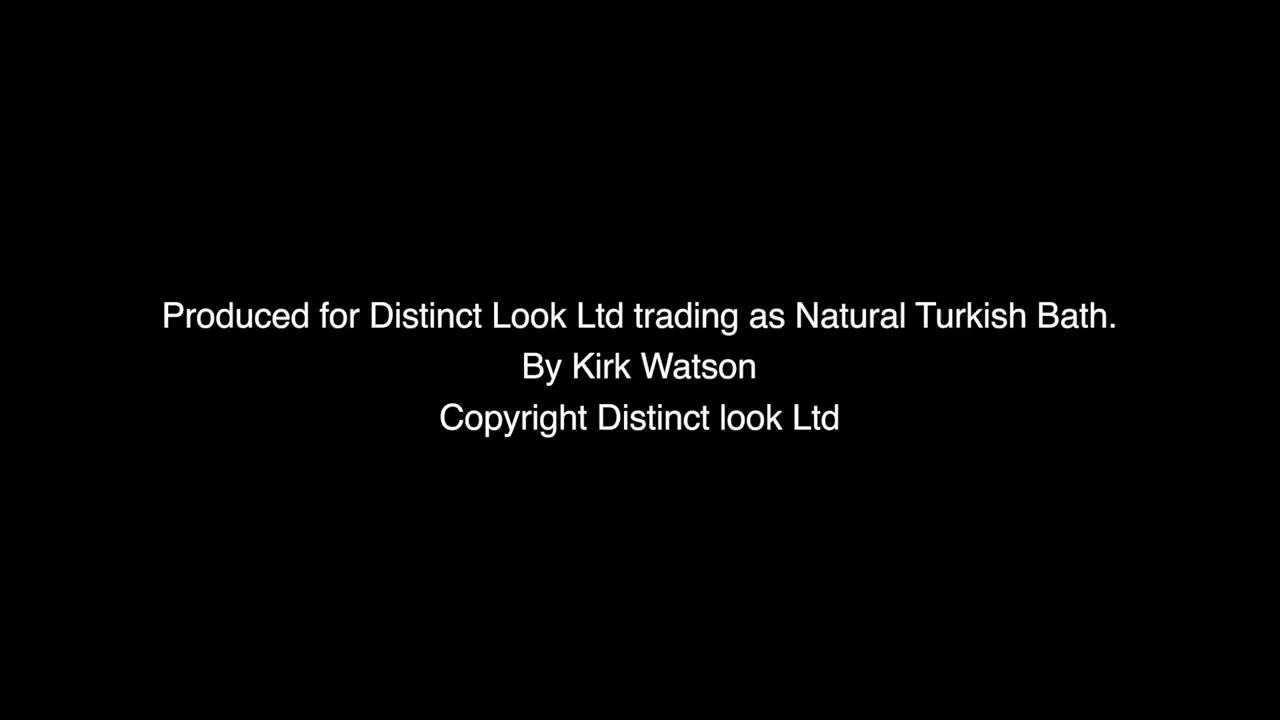 Produced for Distinct Look Ltd trading as Natural Turkish Bath.
By Kirk Watson
Copyright Distinct look Ltd